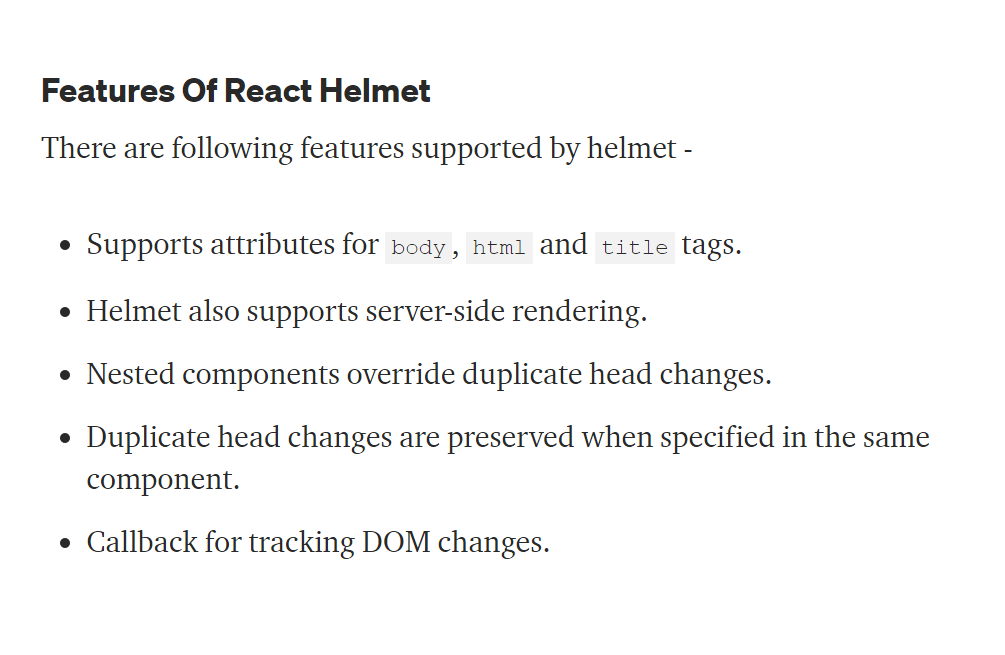 Features Of React Helmet
There are following features supported by helmet -
• Supports attributes for body, html and title tags.
• Helmet also supports server-side rendering.
• Nested components override duplicate head changes.
• Duplicate head changes are preserved when specified in the same
component.
• Callback for tracking DOM changes.